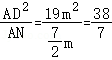 AD²/AN = 19m²/(7/2 m) = 38/7